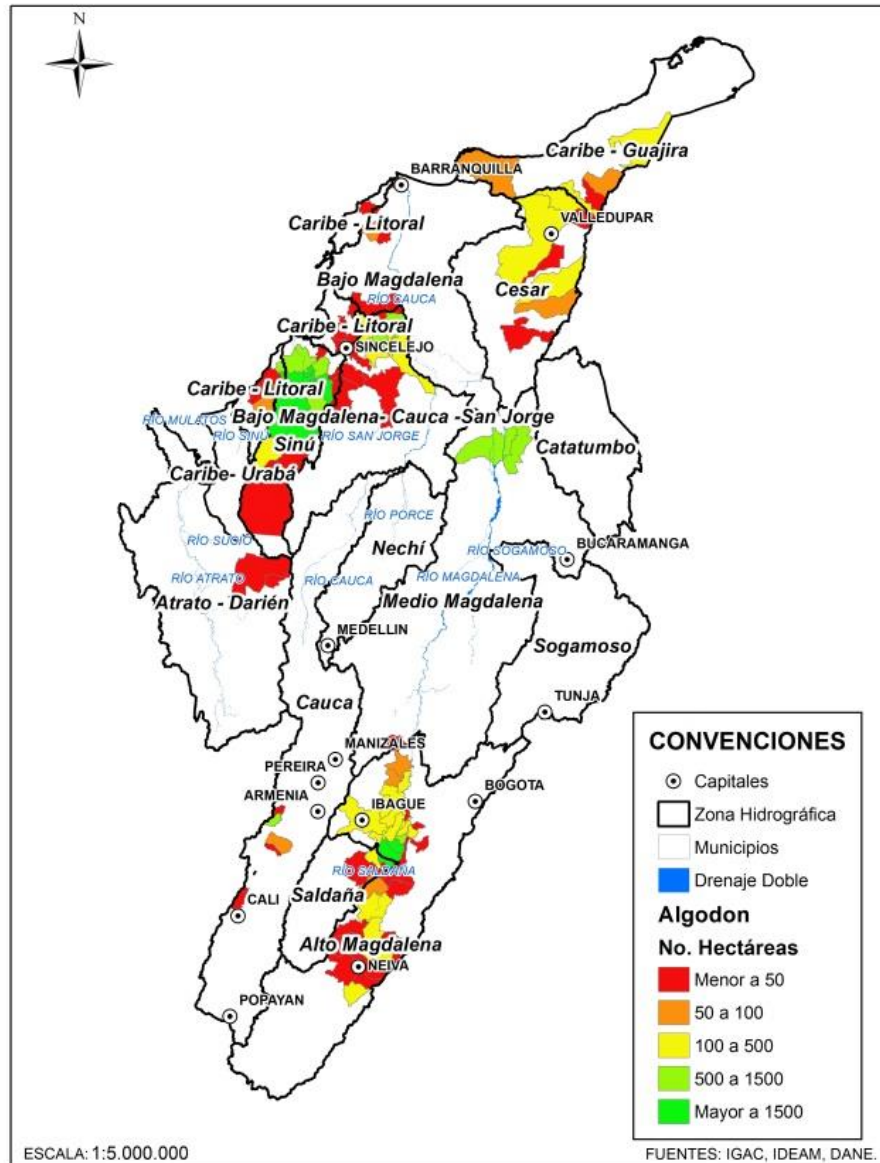 N
Caribe - Guajira
BARRANQUILLA
VALLEDUPAR
Caribe - Litoral
Bajo Magdalena
RÍO CAUCA
Cesar
Caribe - Litoral
SINCELEJO
Caribe - Litoral
Bajo Magdalena- Cauca -San Jorge
RÍO MULATOS
RÍO SINÚ
RÍO SAN JORGE
Sinú
Catatumbo
Caribe- Urabá
RÍO PORCE
RÍO SUCIO
Nechí
RÍO SOGAMOSO
BUCARAMANGA
RÍO ATRATO
RÍO CAUCA
RÍO MAGDALENA
Atrato - Darién
Medio Magdalena
MEDELLIN
Sogamoso
Cauca
TUNJA
MANIZALES
PEREIRA
BOGOTA
ARMENIA
IBAGUE
RÍO SALDAÑA
Saldaña
CALI
Alto Magdalena
NEIVA
POPAYAN
CONVENCIONES
Capitales
Zona Hidrográfica
Municipios
Drenaje Doble
Algodon
No. Hectáreas
Menor a 50
50 a 100
100 a 500
500 a 1500
Mayor a 1500
ESCALA: 1:5.000.000
FUENTES: IGAC, IDEAM, DANE.